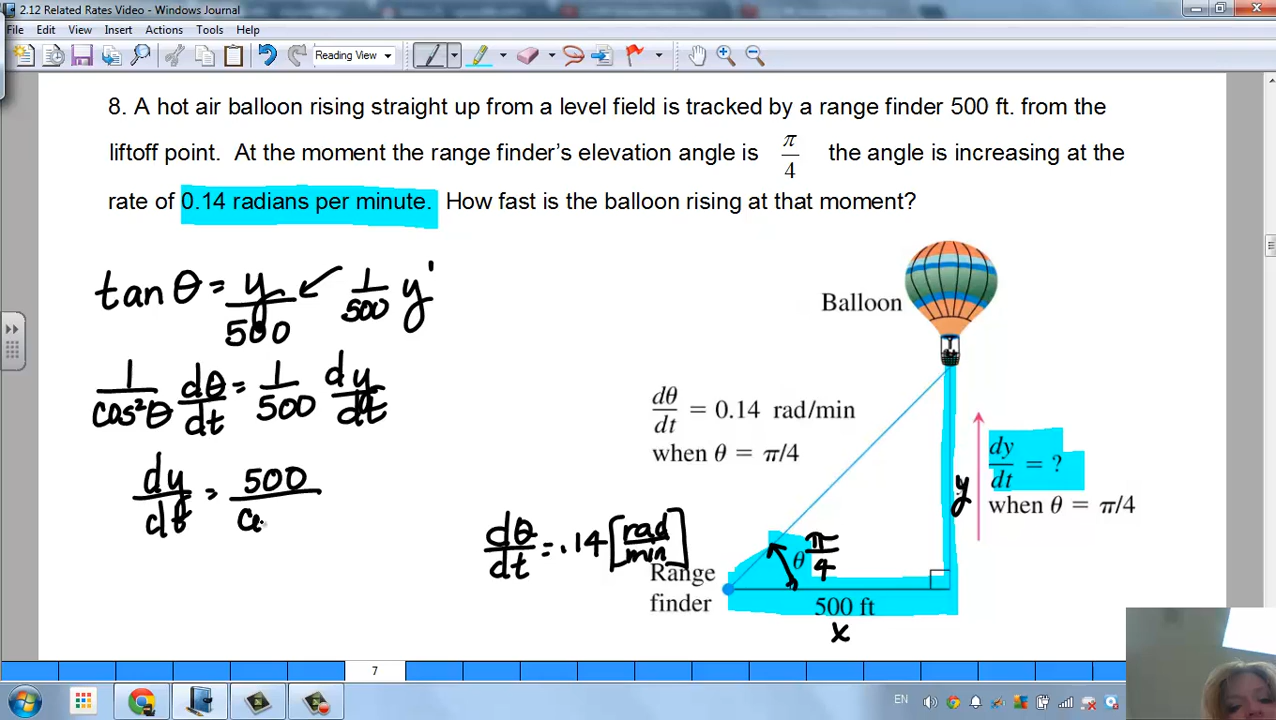 2.12 Related Rates Video - Windows Journal
File Edit View Insert Actions Tools Help
Reading View
8. A hot air balloon rising straight up from a level field is tracked by a range finder 500 ft. from the
liftoff point. At the moment the range finder's elevation angle is π/4 the angle is increasing at the
rate of 0.14 radians per minute. How fast is the balloon rising at that moment?
tan θ = y/500 ↙ 1/500 y'
1/cos²θ dθ/dt = 1/500 dy/dt
dy/dt = 500/co
dθ/dt = .14 [rad/min]
Balloon
dθ/dt = 0.14 rad/min
when θ = π/4
dy/dt = ?
when θ = π/4
y
θ π/4
Range
finder
500 ft
x
7
EN